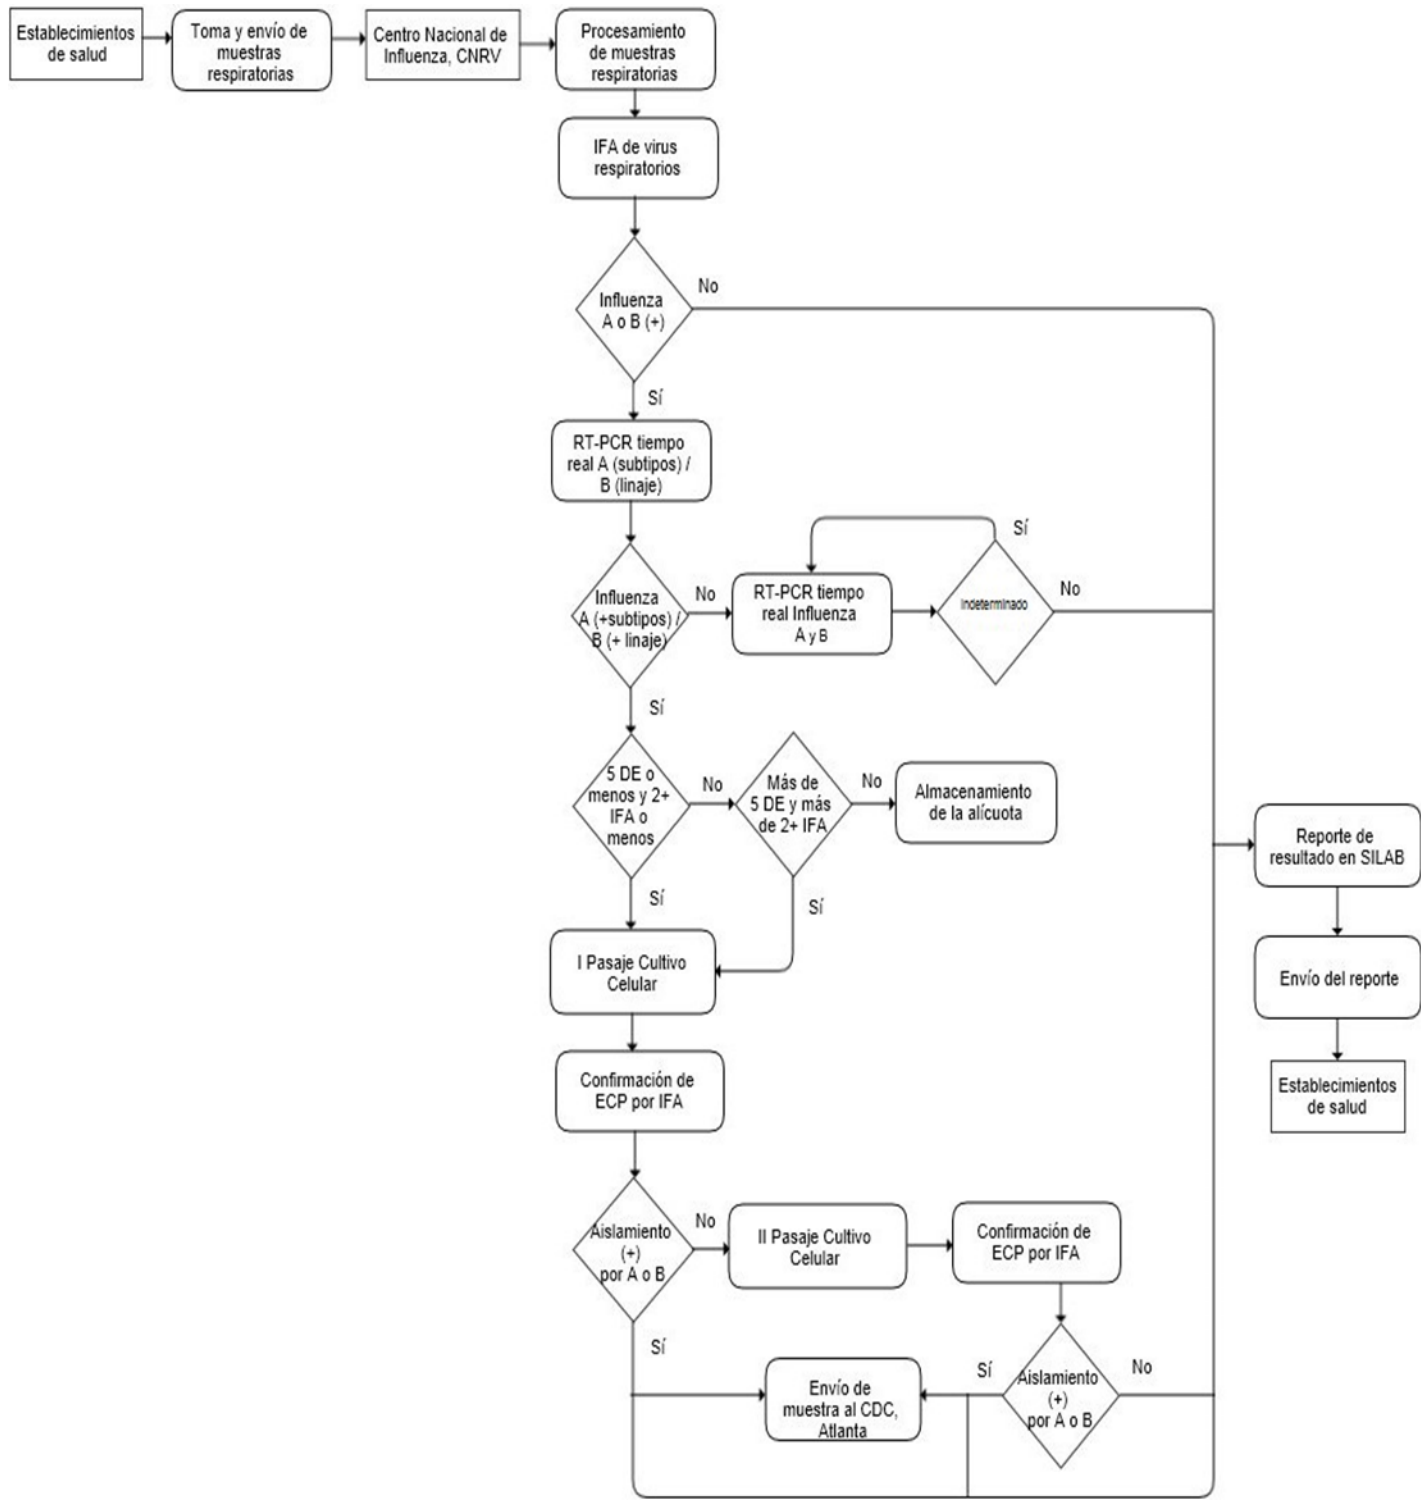 Establecimientos
de salud
Toma y envío de
muestras
respiratorias
Centro Nacional de
Influenza, CNRV
Procesamiento
de muestras
respiratorias
IFA de virus
respiratorios
Influenza
A o B (+)
No
Sí
RT-PCR tiempo
real A (subtipos) /
B (linaje)
Influenza
A (+subtipos) /
B (+ linaje)
No
RT-PCR tiempo
real Influenza
A y B
Indeterminado
Sí
No
Sí
5 DE o
menos y 2+
IFA o
menos
No
Más de
5 DE y más
de 2+ IFA
No
Almacenamiento
de la alícuota
Sí
Sí
I Pasaje Cultivo
Celular
Confirmación de
ECP por IFA
Aislamiento
(+)
por A o B
No
II Pasaje Cultivo
Celular
Confirmación de
ECP por IFA
Sí
Envío de
muestra al CDC,
Atlanta
Sí
Aislamiento
(+)
por A o B
No
Reporte de
resultado en SILAB
Envío del reporte
Establecimientos
de salud